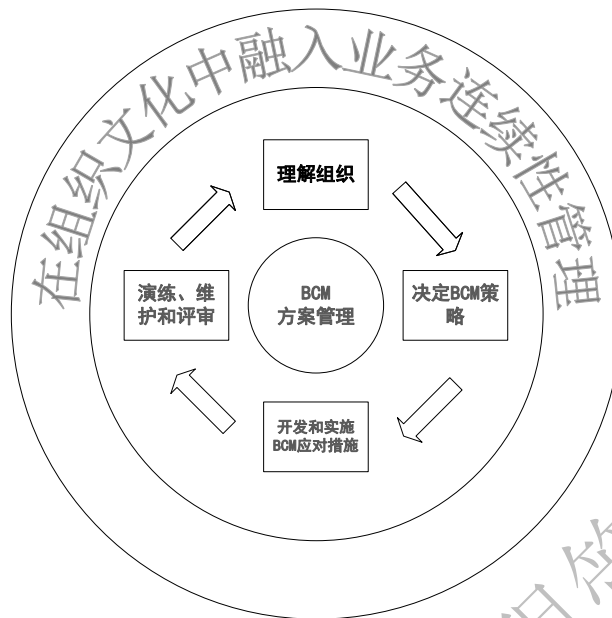 在组织文化中融入业务连续性管理
理解组织
演练、维
护和评审
BCM
方案管理
决定BCM策
略
开发和实施
BCM应对措施